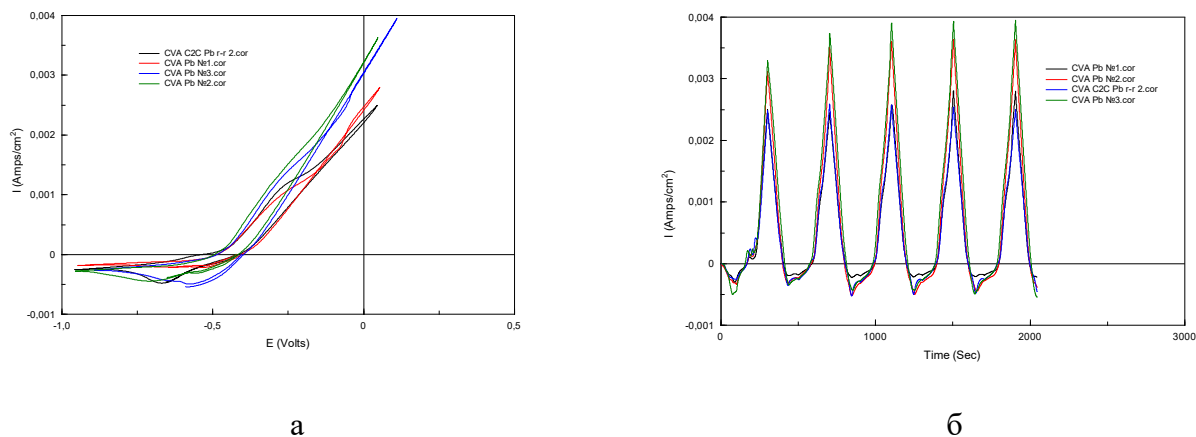 0,004
0,003
0,002
0,001
0
-0,001
I (Amps/cm²)
CVA C2C Pb r-r 2.cor
CVA Pb №1.cor
CVA Pb №3.cor
CVA Pb №2.cor
-1,0
-0,5
0
0,5
E (Volts)
а
0,004
0,003
0,002
0,001
0
-0,001
I (Amps/cm²)
CVA Pb №1.cor
CVA Pb №2.cor
CVA C2C Pb r-r 2.cor
CVA Pb №3.cor
0
1000
2000
3000
Time (Sec)
б